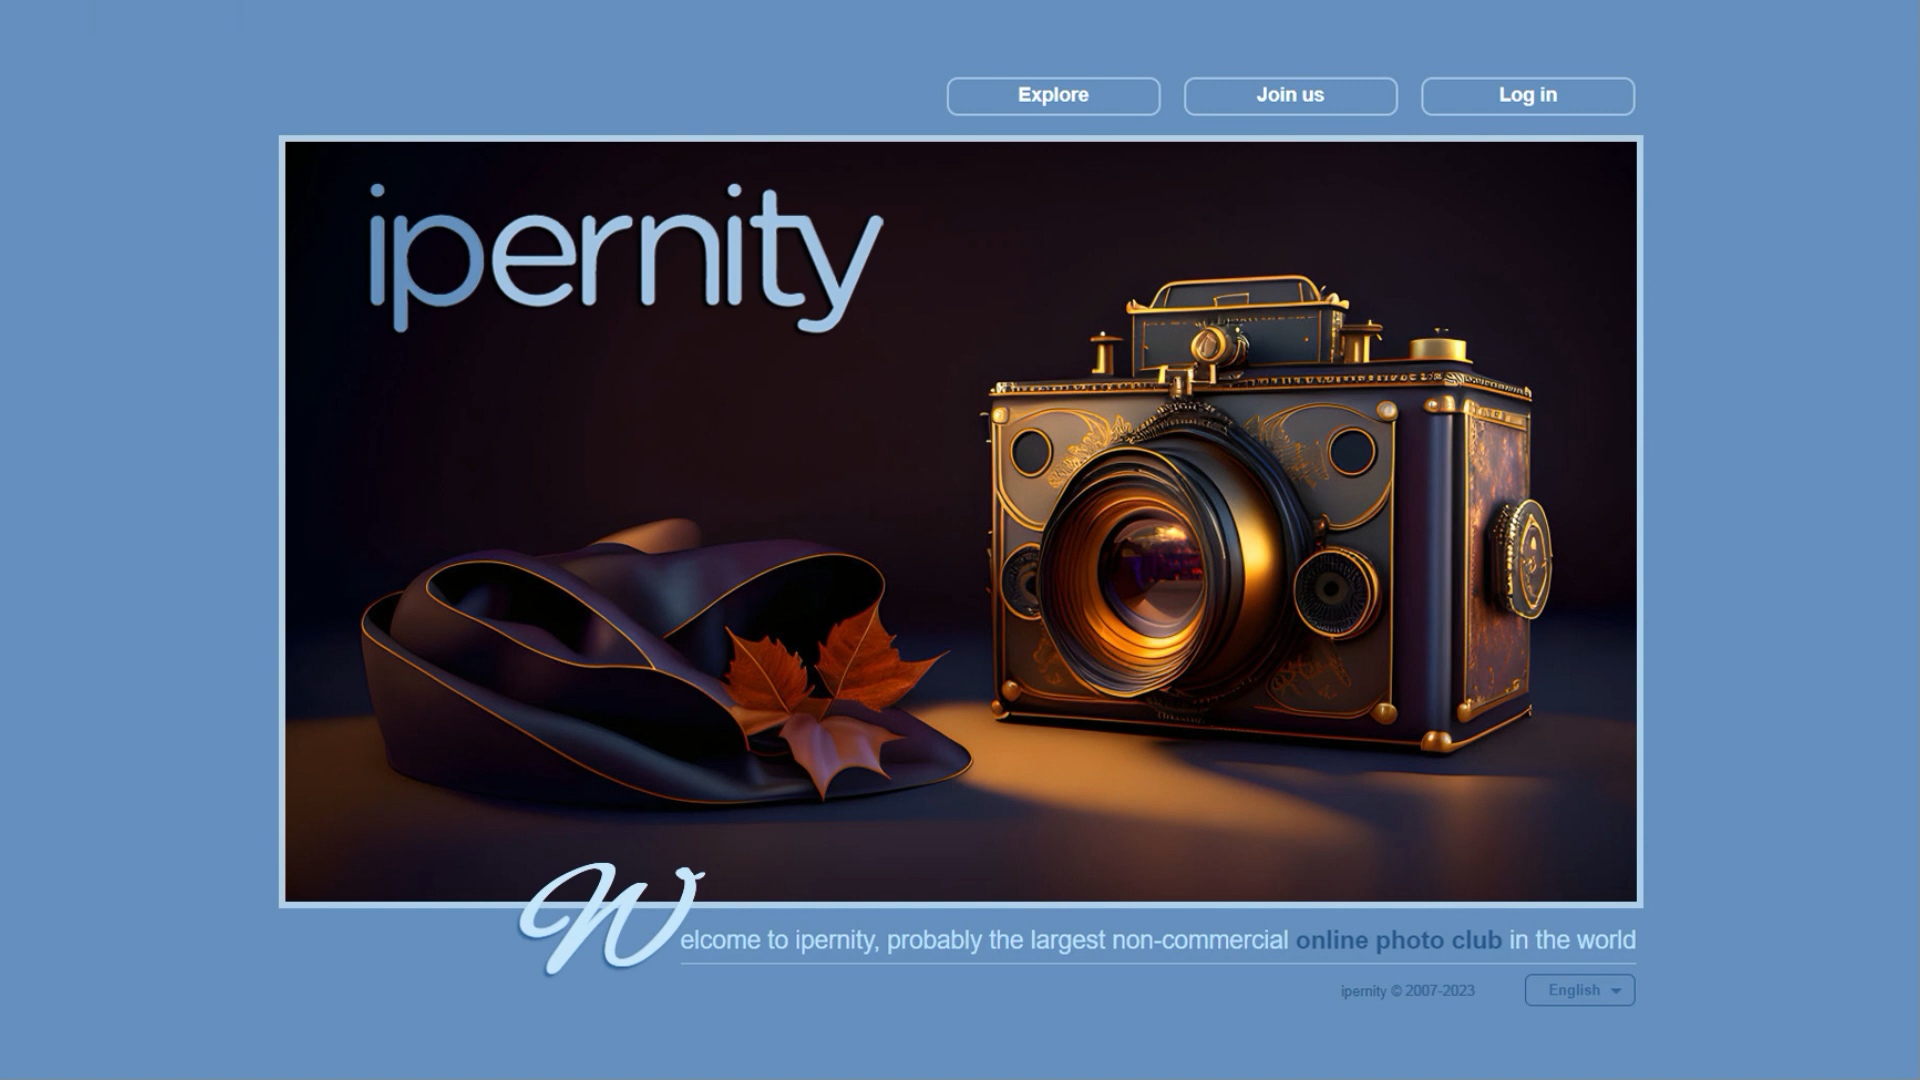 Explore
Join us
Log in
ipernity
Welcome to ipernity, probably the largest non-commercial online photo club in the world
ipernity © 2007-2023
English